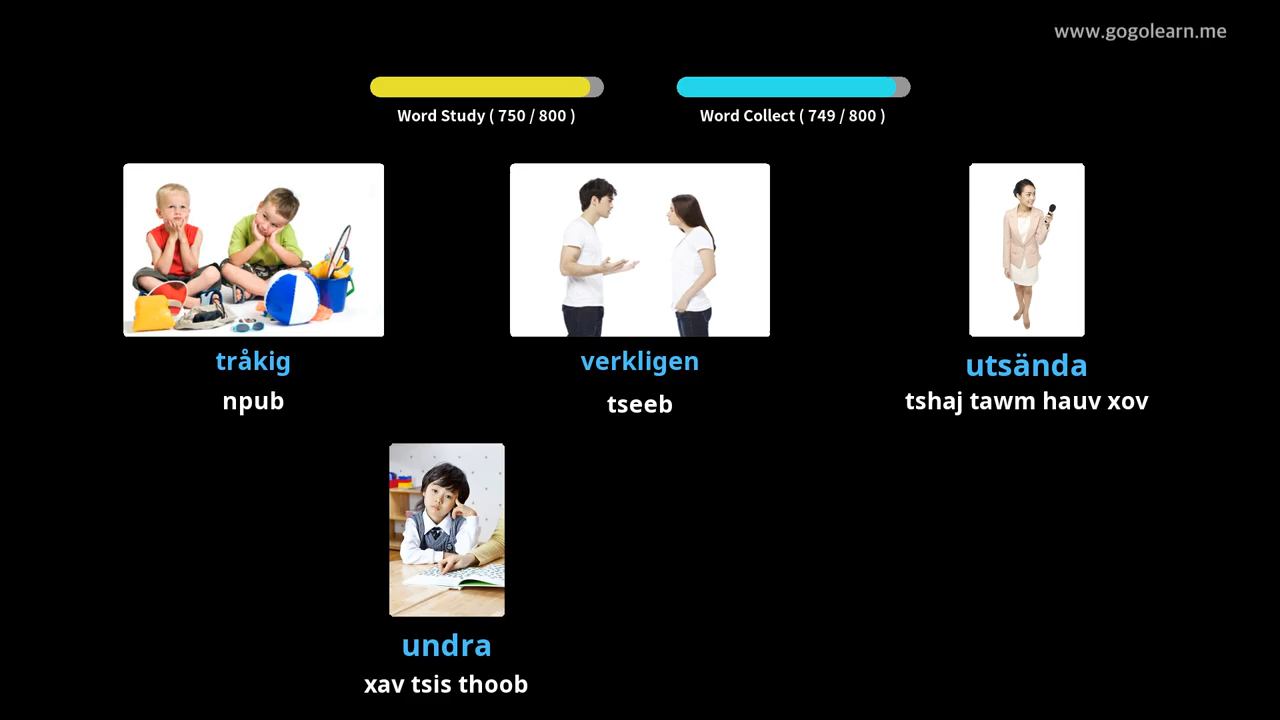 www.gogolearn.me
Word Study ( 750 / 800 )
Word Collect ( 749 / 800 )
tråkig
verkligen
utsända
npub
tseeb
tshaj tawm hauv xov
undra
xav tsis thoob